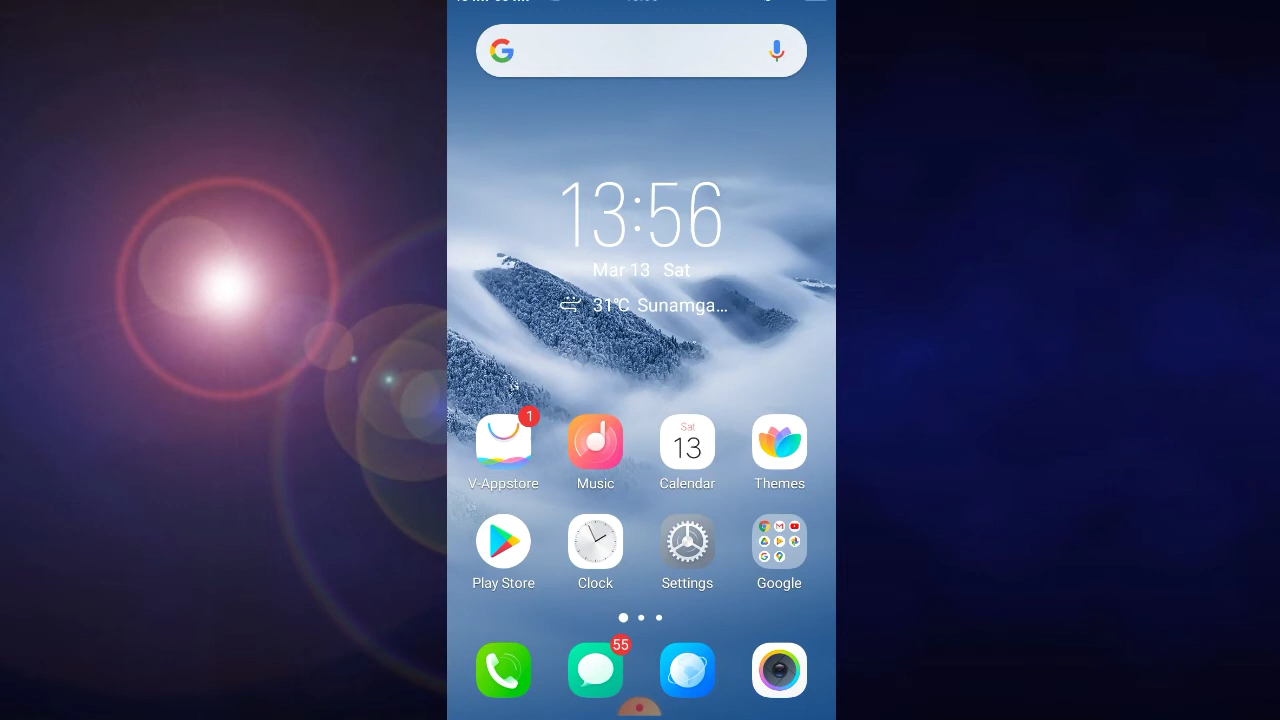 13:56
Mar 13 Sat
31°C Sunamga...
1
V-Appstore
Music
Sat
13
Calendar
Themes
Play Store
Clock
Settings
Google
55